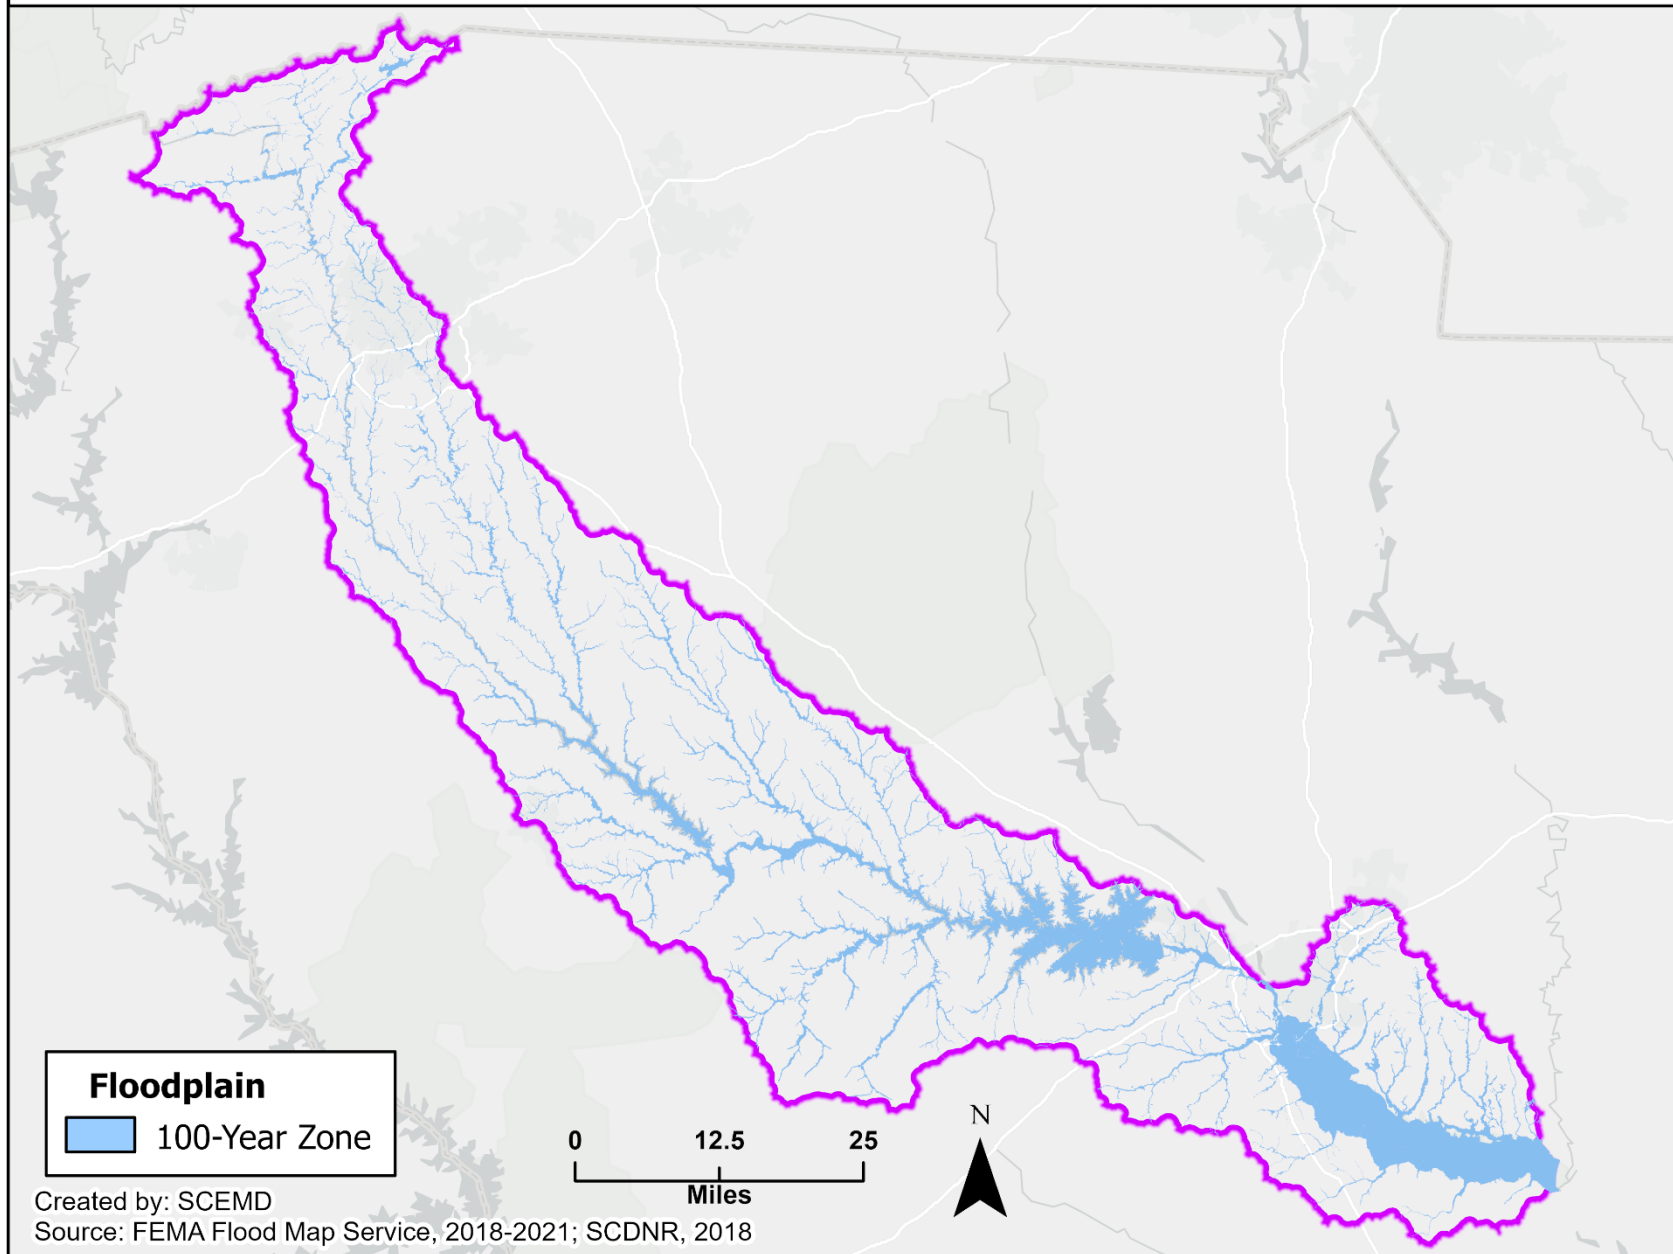 Floodplain
100-Year Zone
0 12.5 25
Miles
N
Created by: SCEMD
Source: FEMA Flood Map Service, 2018-2021; SCDNR, 2018